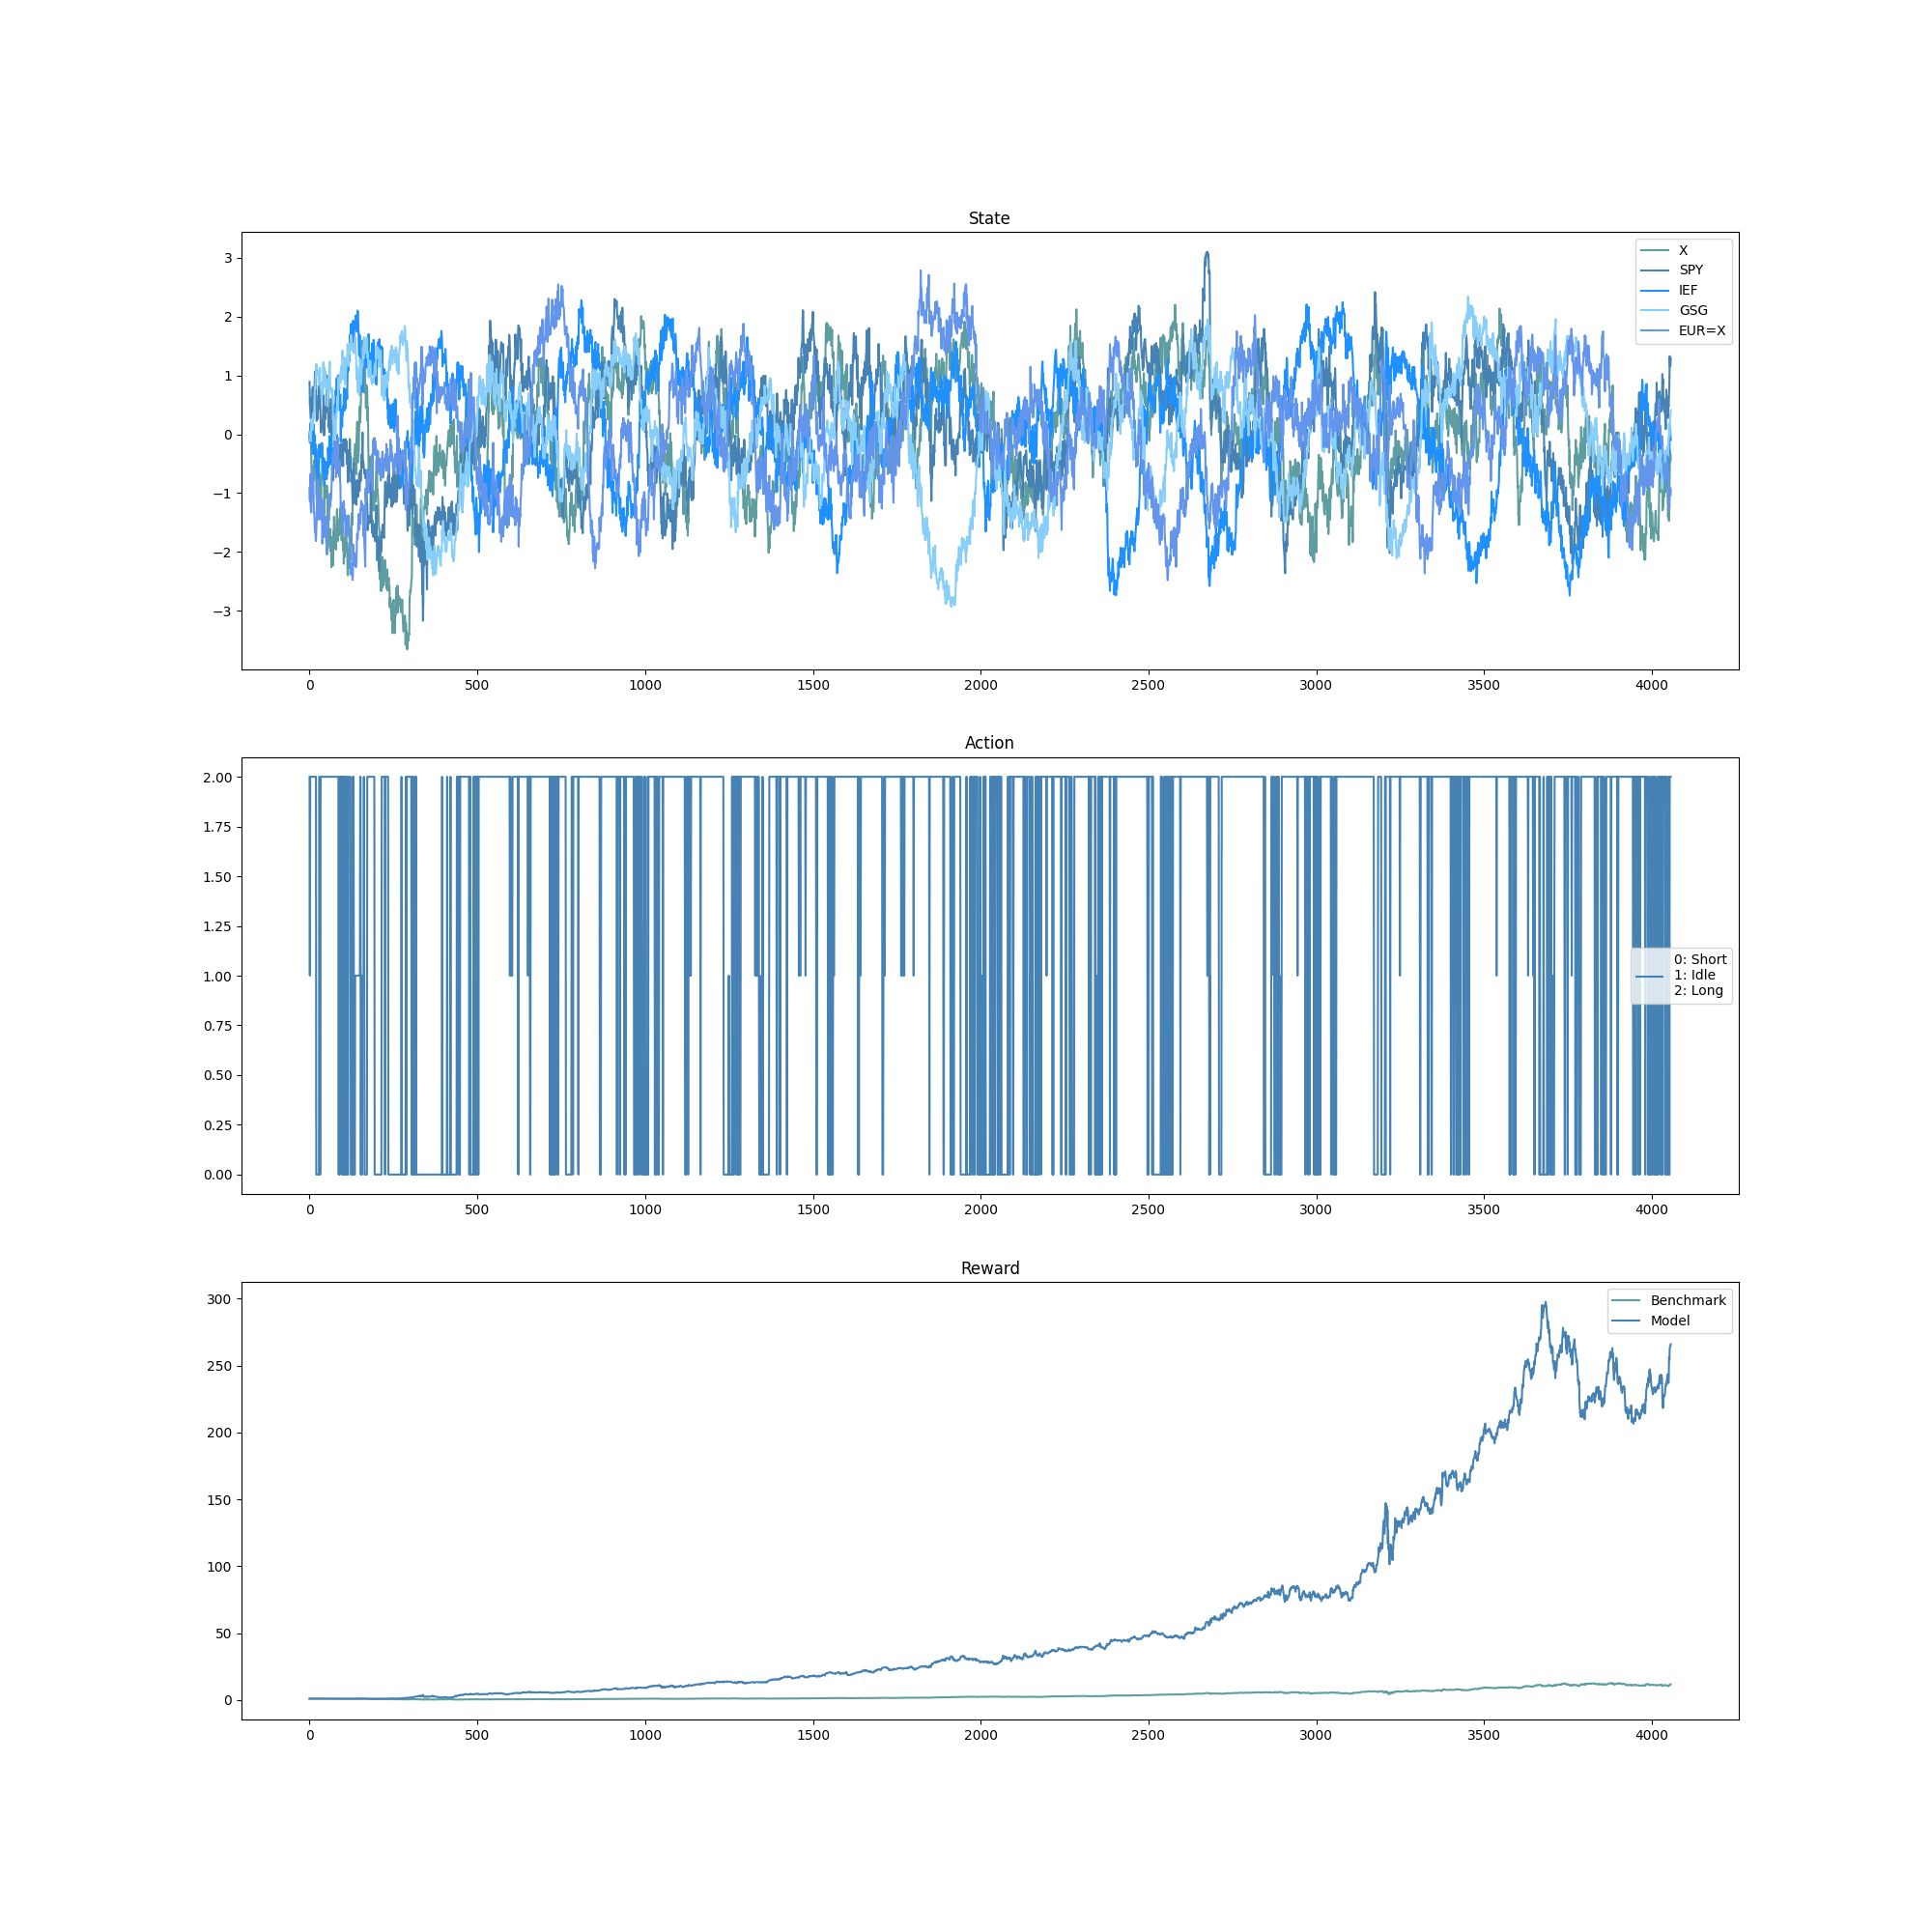 State
3
2
1
0
−1
−2
−3
X
SPY
IEF
GSG
EUR=X
0 500 1000 1500 2000 2500 3000 3500 4000
Action
2.00
1.75
1.50
1.25
1.00
0.75
0.50
0.25
0.00
0: Short
1: Idle
2: Long
0 500 1000 1500 2000 2500 3000 3500 4000
Reward
300
250
200
150
100
50
0
Benchmark
Model
0 500 1000 1500 2000 2500 3000 3500 4000